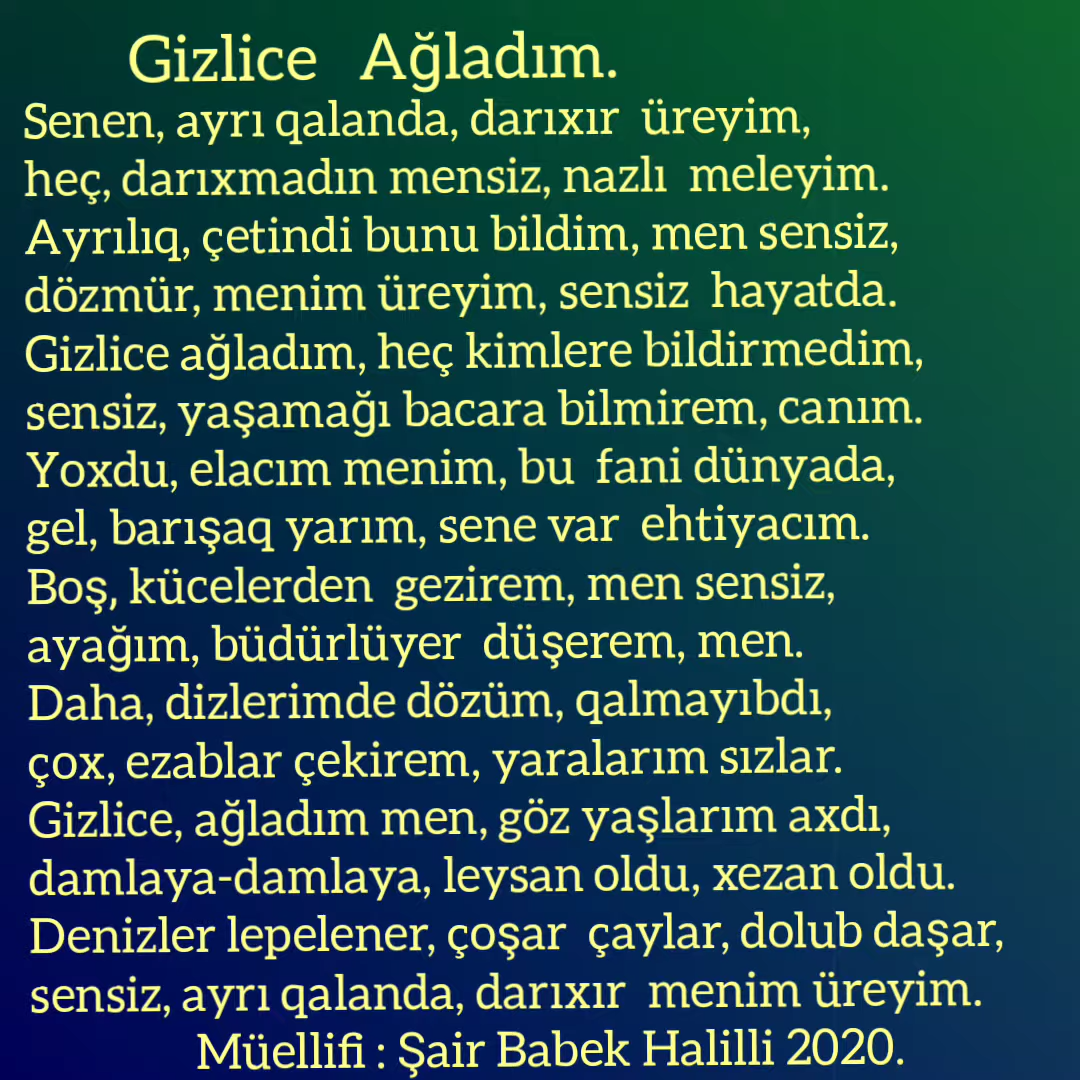 Gizlice Ağladım.
Senen, ayrı qalanda, darıxır üreyim,
heç, darıxmadın mensiz, nazlı meleyim.
Ayrılıq, çetindi bunu bildim, men sensiz,
dözmür, menim üreyim, sensiz hayatda.
Gizlice ağladım, heç kimlere bildirmedim,
sensiz, yaşamağı bacara bilmirem, canım.
Yoxdu, elacım menim, bu fani dünyada,
gel, barışaq yarım, sene var ehtiyacım.
Boş, kücelerden gezirem, men sensiz,
ayağım, büdürlüyer düşerem, men.
Daha, dizlerimde dözüm, qalmayıbdı,
çox, ezablar çekirem, yaralarım sızlar.
Gizlice, ağladım men, göz yaşlarım axdı,
damlaya-damlaya, leysan oldu, xezan oldu.
Denizler lepelener, çoşar çaylar, dolub daşar,
sensiz, ayrı qalanda, darıxır menim üreyim.
Müellifi : Şair Babek Halilli 2020.